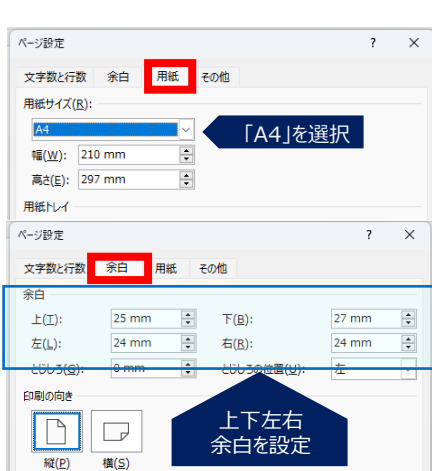 ページ設定 ? ×
文字数と行数 余白 用紙 その他
用紙サイズ(R):
A4
「A4」を選択
幅(W): 210 mm
高さ(E): 297 mm
用紙トレイ
ページ設定 ? ×
文字数と行数 余白 用紙 その他
余白
上(T): 25 mm 下(B): 27 mm
左(L): 24 mm 右(R): 24 mm
とじしろ(G): 0 mm とじしろの位置(U): 左
印刷の向き
上下左右
余白を設定
縦(P) 横(S)